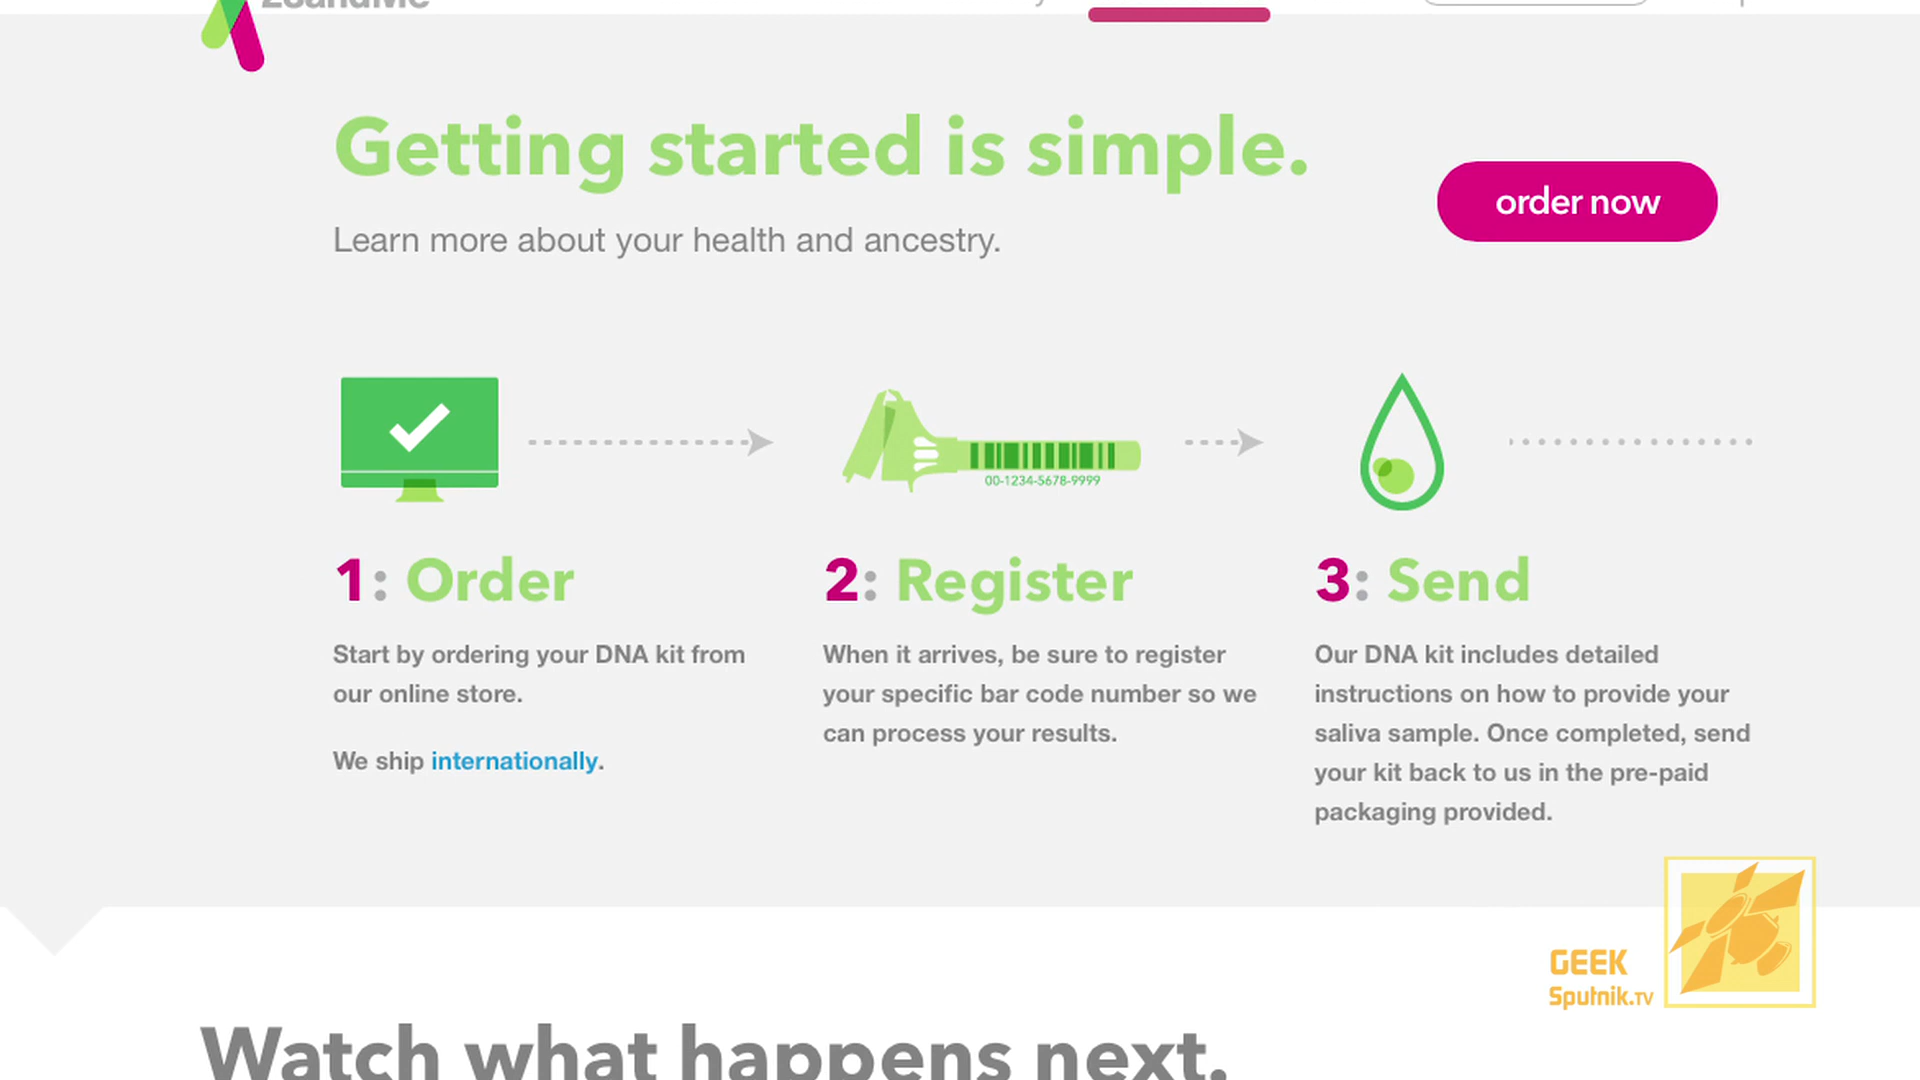 23andMe
Getting started is simple.
order now
Learn more about your health and ancestry.
00-1234-5678-9999
1: Order
2: Register
3: Send
Start by ordering your DNA kit from
our online store.
We ship internationally.
When it arrives, be sure to register
your specific bar code number so we
can process your results.
Our DNA kit includes detailed
instructions on how to provide your
saliva sample. Once completed, send
your kit back to us in the pre-paid
packaging provided.
GEEK
Sputnik.TV
Watch what happens next.